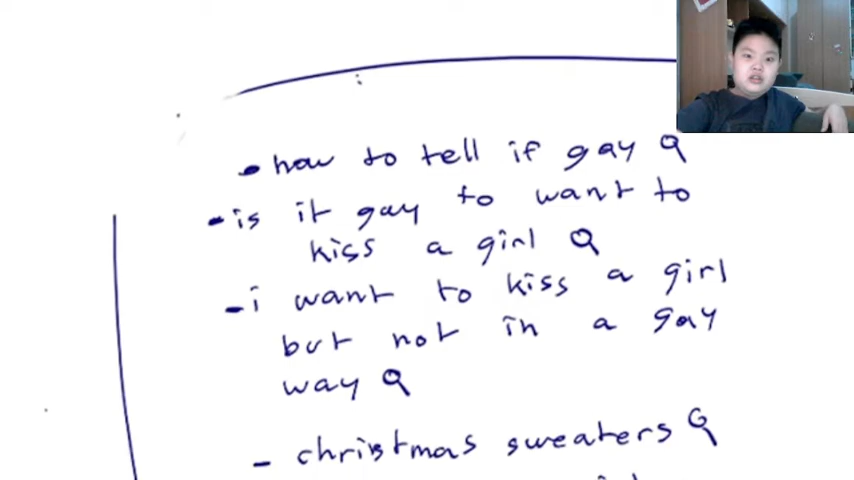 - how to tell if gay
- is it gay to want to
kiss a girl
- i want to kiss a girl
but not in a gay
way
- christmas sweaters